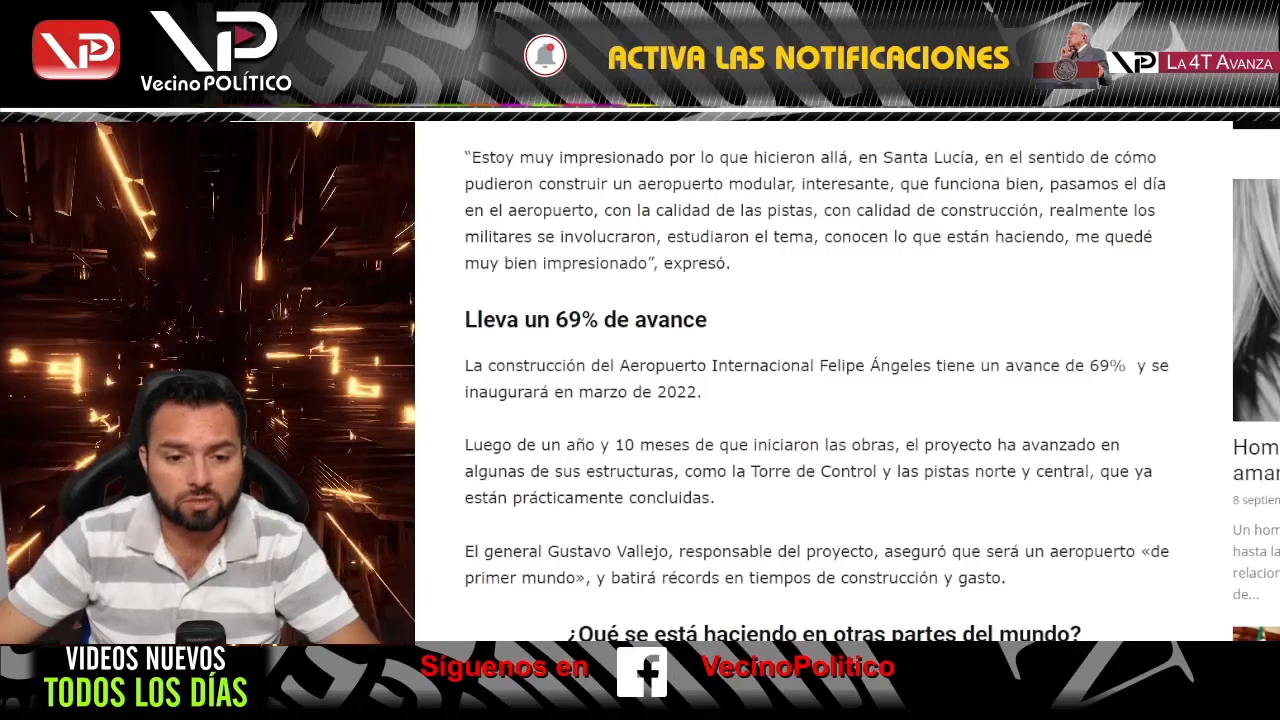 VP
VP
VecinoPOLÍTICO
ACTIVA LAS NOTIFICACIONES
VP LA 4T AVANZA
“Estoy muy impresionado por lo que hicieron allá, en Santa Lucía, en el sentido de cómo
pudieron construir un aeropuerto modular, interesante, que funciona bien, pasamos el día
en el aeropuerto, con la calidad de las pistas, con calidad de construcción, realmente los
militares se involucraron, estudiaron el tema, conocen lo que están haciendo, me quedé
muy bien impresionado”, expresó.
Lleva un 69% de avance
La construcción del Aeropuerto Internacional Felipe Ángeles tiene un avance de 69% y se
inaugurará en marzo de 2022.
Luego de un año y 10 meses de que iniciaron las obras, el proyecto ha avanzado en
algunas de sus estructuras, como la Torre de Control y las pistas norte y central, que ya
están prácticamente concluidas.
El general Gustavo Vallejo, responsable del proyecto, aseguró que será un aeropuerto «de
primer mundo», y batirá récords en tiempos de construcción y gasto.
¿Qué se está haciendo en otras partes del mundo?
Hom
amar
8 septiem
Un hom
hasta la
relacion
de...
VIDEOS NUEVOS
TODOS LOS DÍAS
Síguenos en f VecinoPolitico